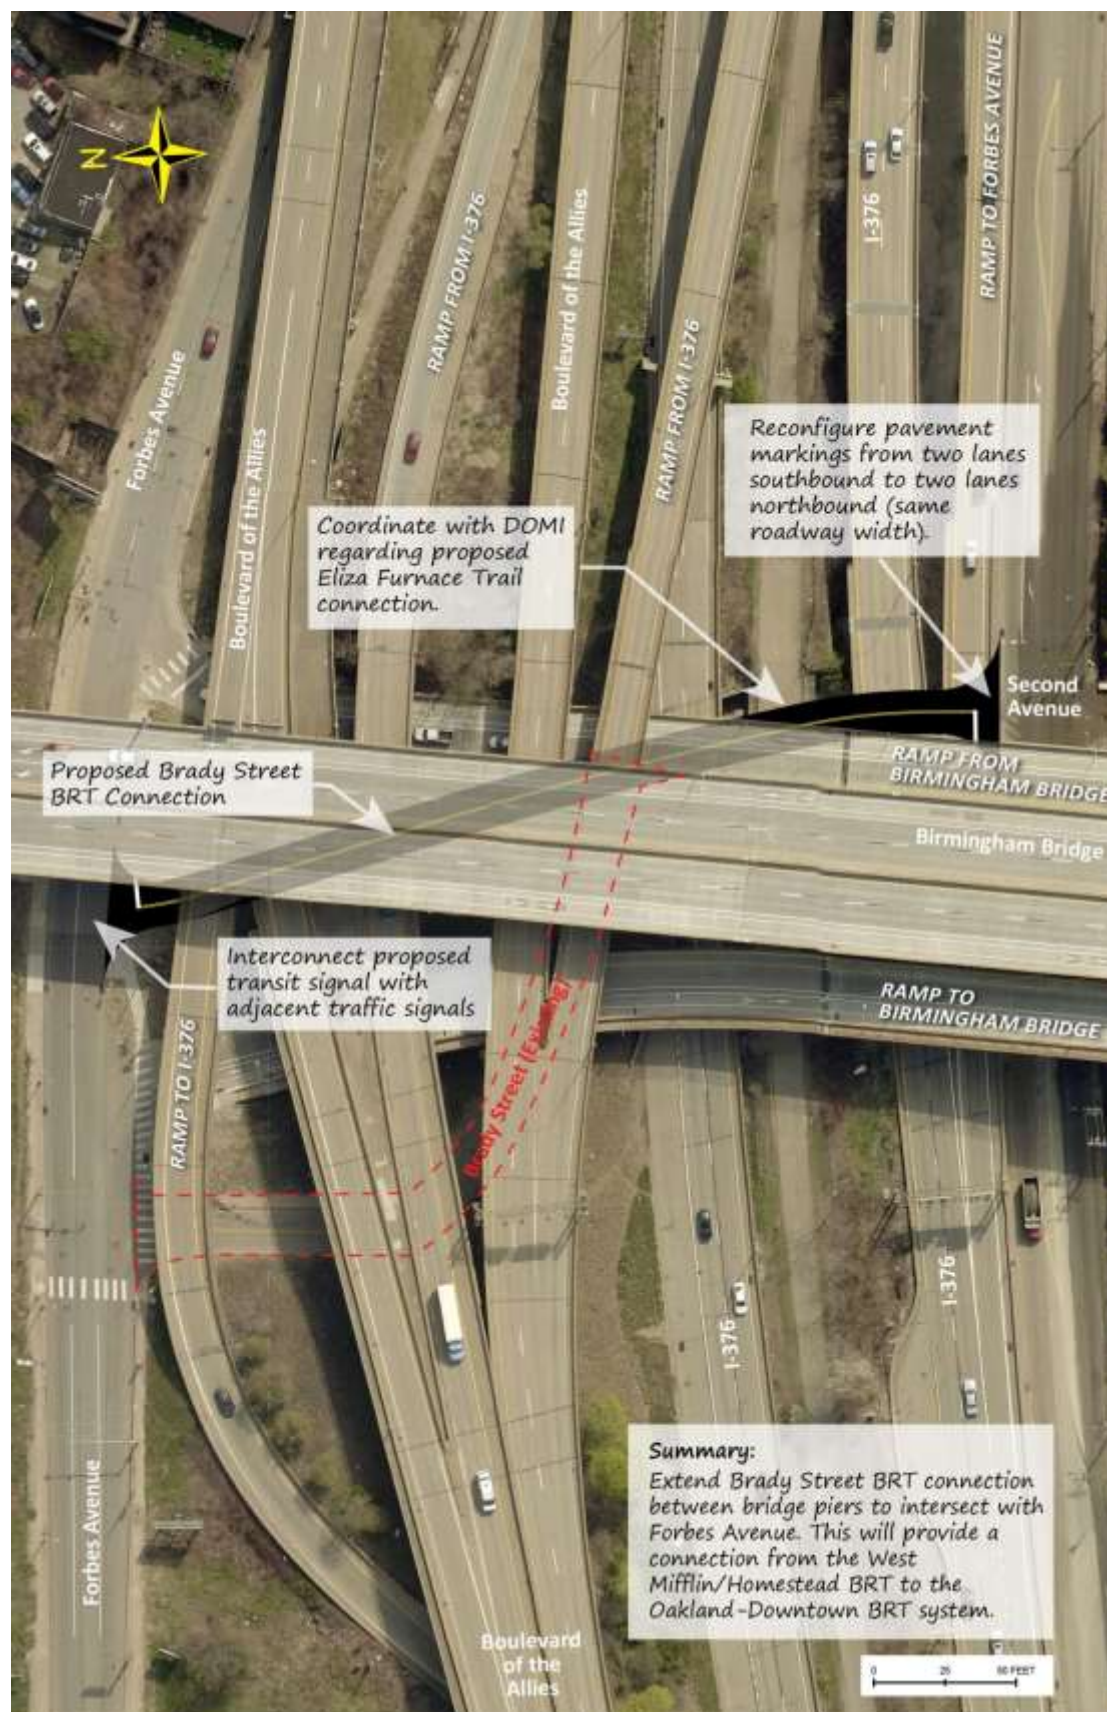 N
RAMP TO FORBES AVENUE
I-376
RAMP FROM I-376
Boulevard of the Allies
RAMP FROM I-376
Forbes Avenue
Boulevard of the Allies
Reconfigure pavement
markings from two lanes
southbound to two lanes
northbound (same
roadway width).
Coordinate with DOMI
regarding proposed
Eliza Furnace Trail
connection.
Second
Avenue
RAMP FROM
BIRMINGHAM BRIDGE
Proposed Brady Street
BRT Connection
Birmingham Bridge
Interconnect proposed
transit signal with
adjacent traffic signals
RAMP TO
BIRMINGHAM BRIDGE
Brady Street (Existing)
RAMP TO I-376
I-376
I-376
Forbes Avenue
Boulevard
of the
Allies
Summary:
Extend Brady Street BRT connection
between bridge piers to intersect with
Forbes Avenue. This will provide a
connection from the West
Mifflin/Homestead BRT to the
Oakland-Downtown BRT system.
0 25 50 FEET